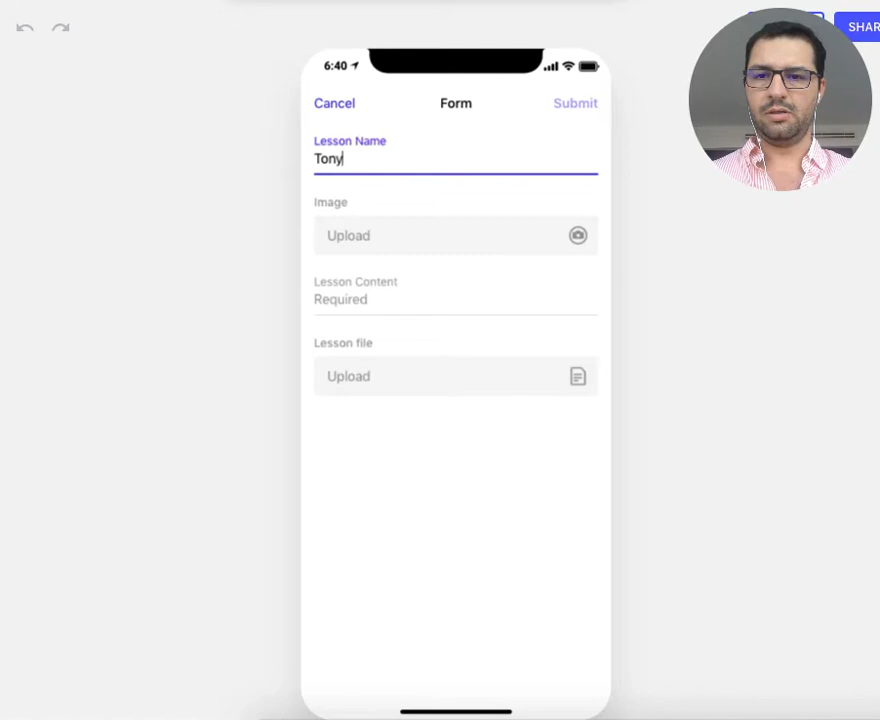 SHAR
6:40
Cancel Form Submit
Lesson Name
Tony
Image
Upload
Lesson Content
Required
Lesson file
Upload